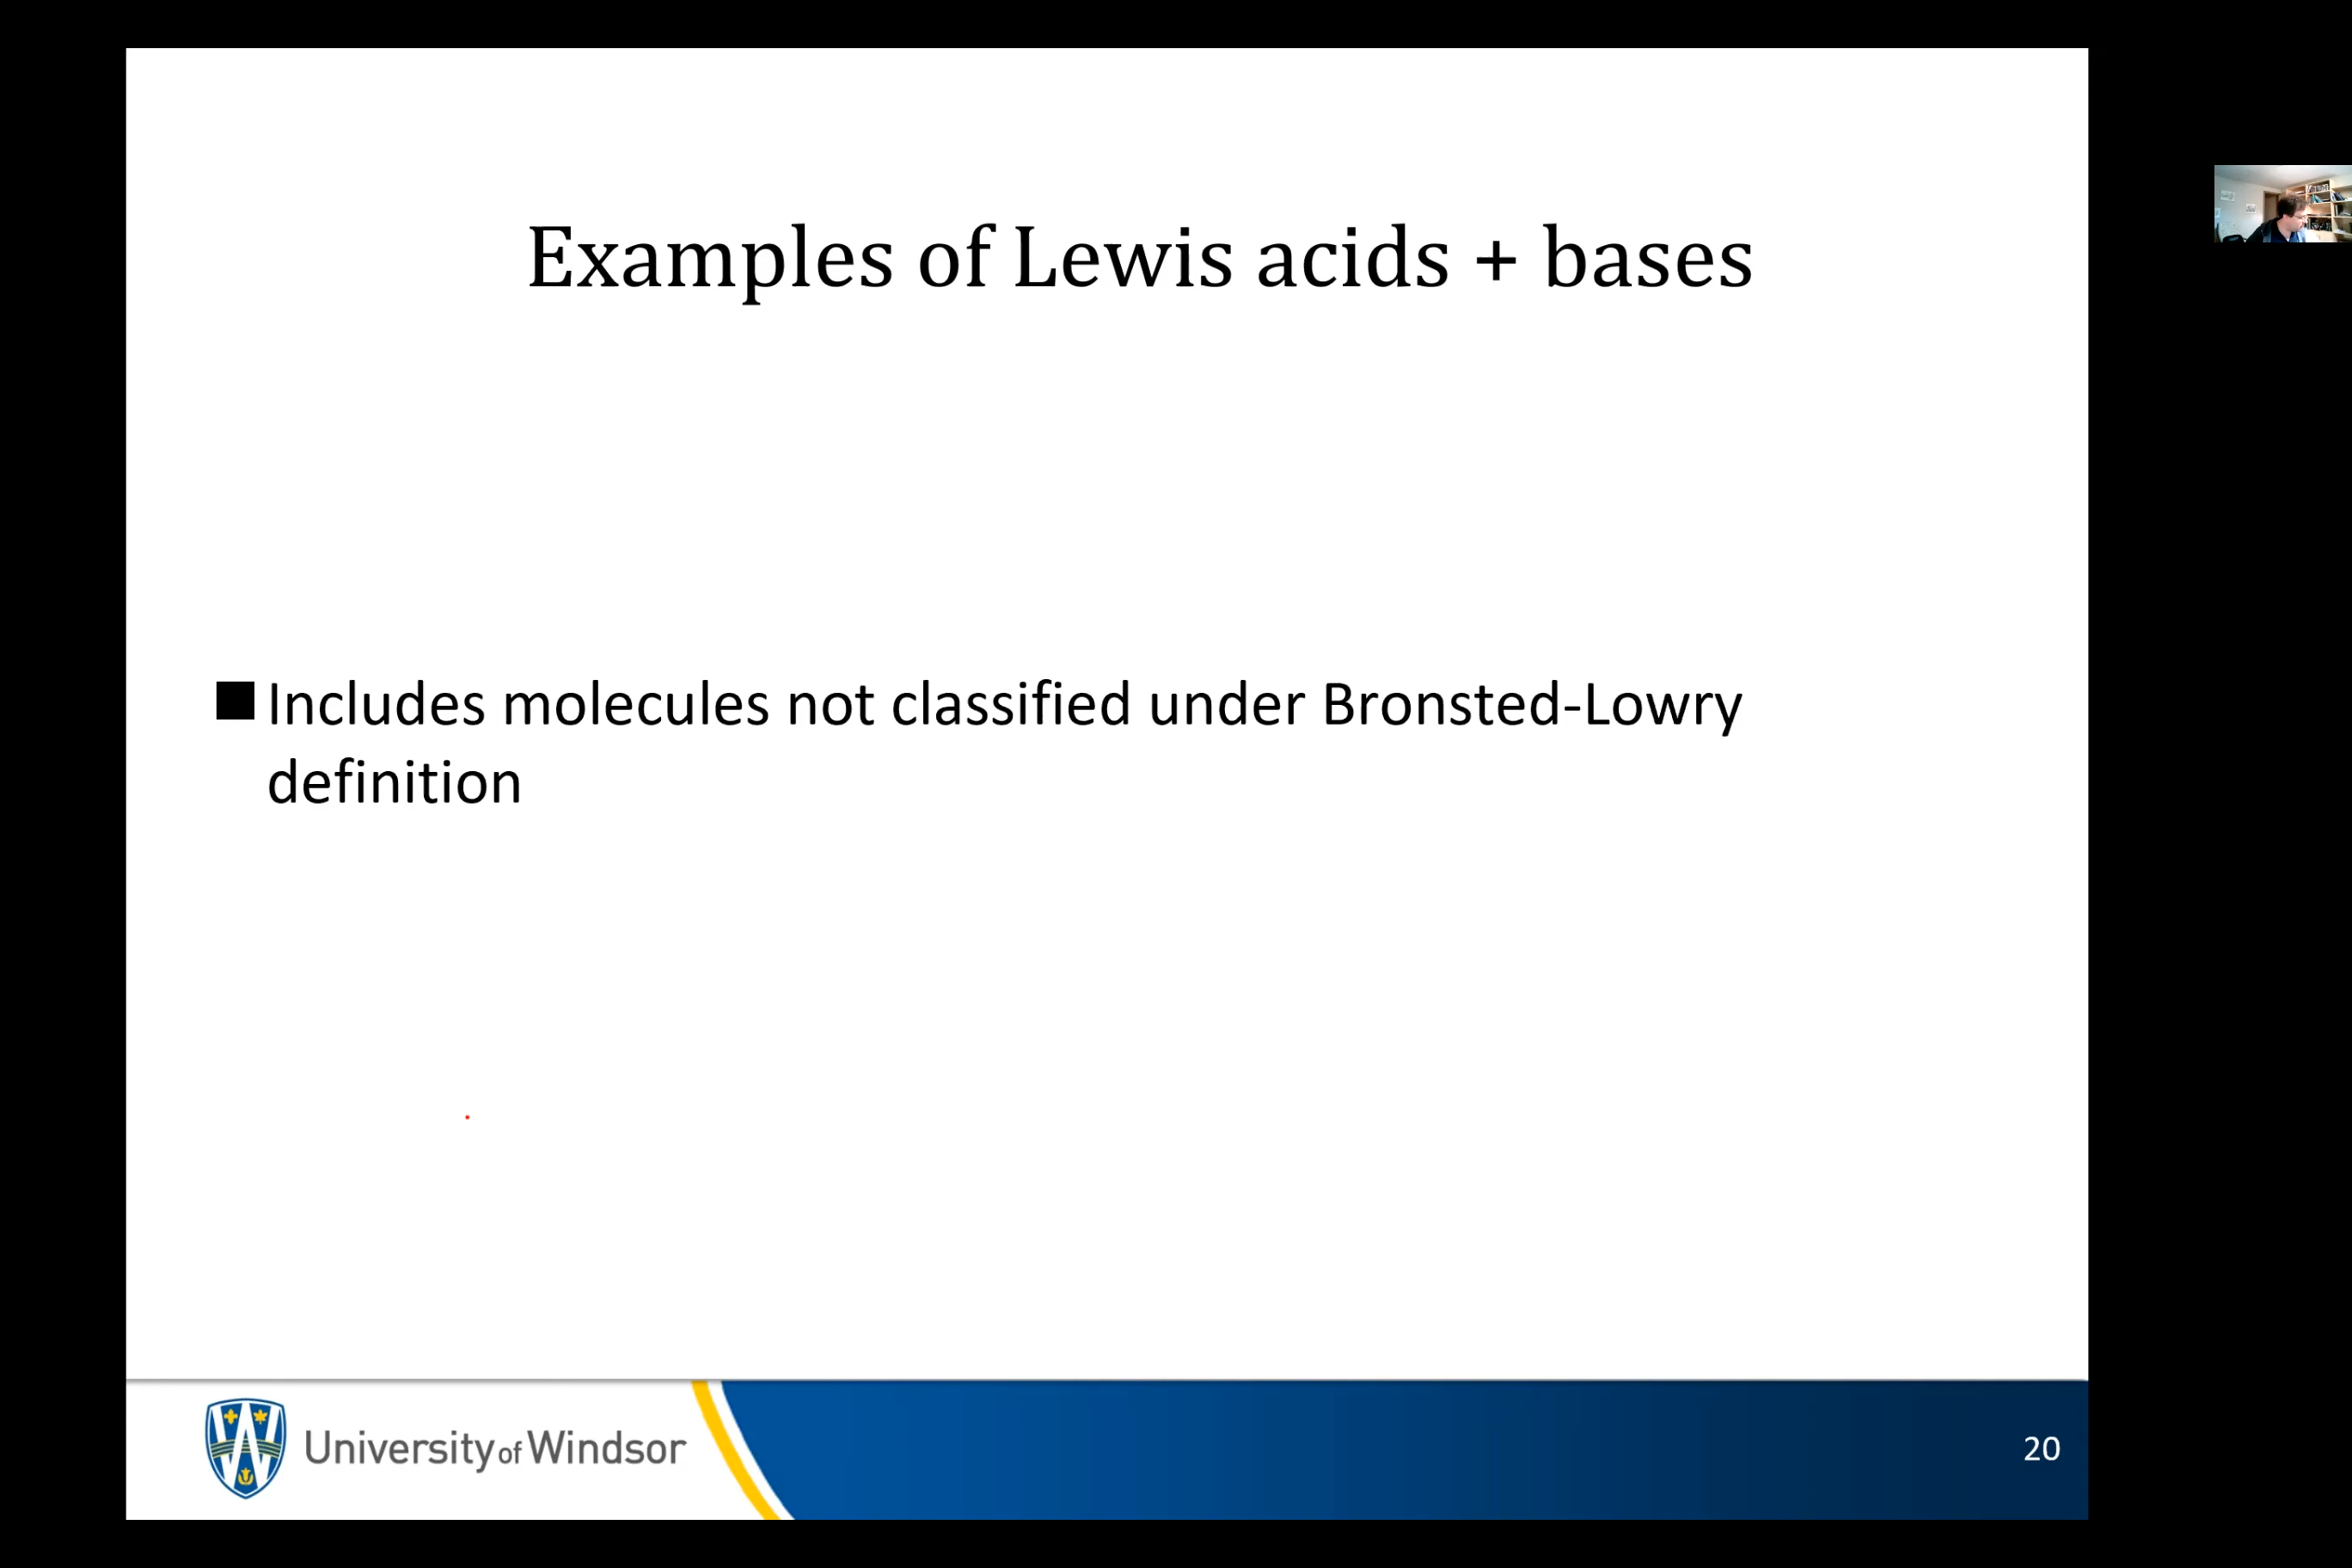 Examples of Lewis acids + bases
Includes molecules not classified under Bronsted-Lowry
definition
University of Windsor
20